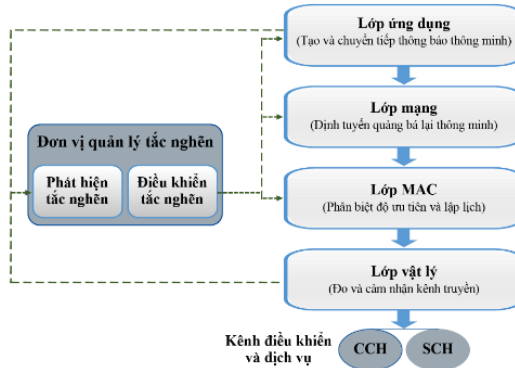 Lớp ứng dụng
(Tạo và chuyển tiếp thông báo thông minh)
Lớp mạng
(Định tuyến quảng bá lại thông minh)
Đơn vị quản lý tắc nghẽn
Phát hiện
tắc nghẽn
Điều khiển
tắc nghẽn
Lớp MAC
(Phân biệt độ ưu tiên và lập lịch)
Lớp vật lý
(Đo và cảm nhận kênh truyền)
Kênh điều khiển
và dịch vụ
CCH
SCH